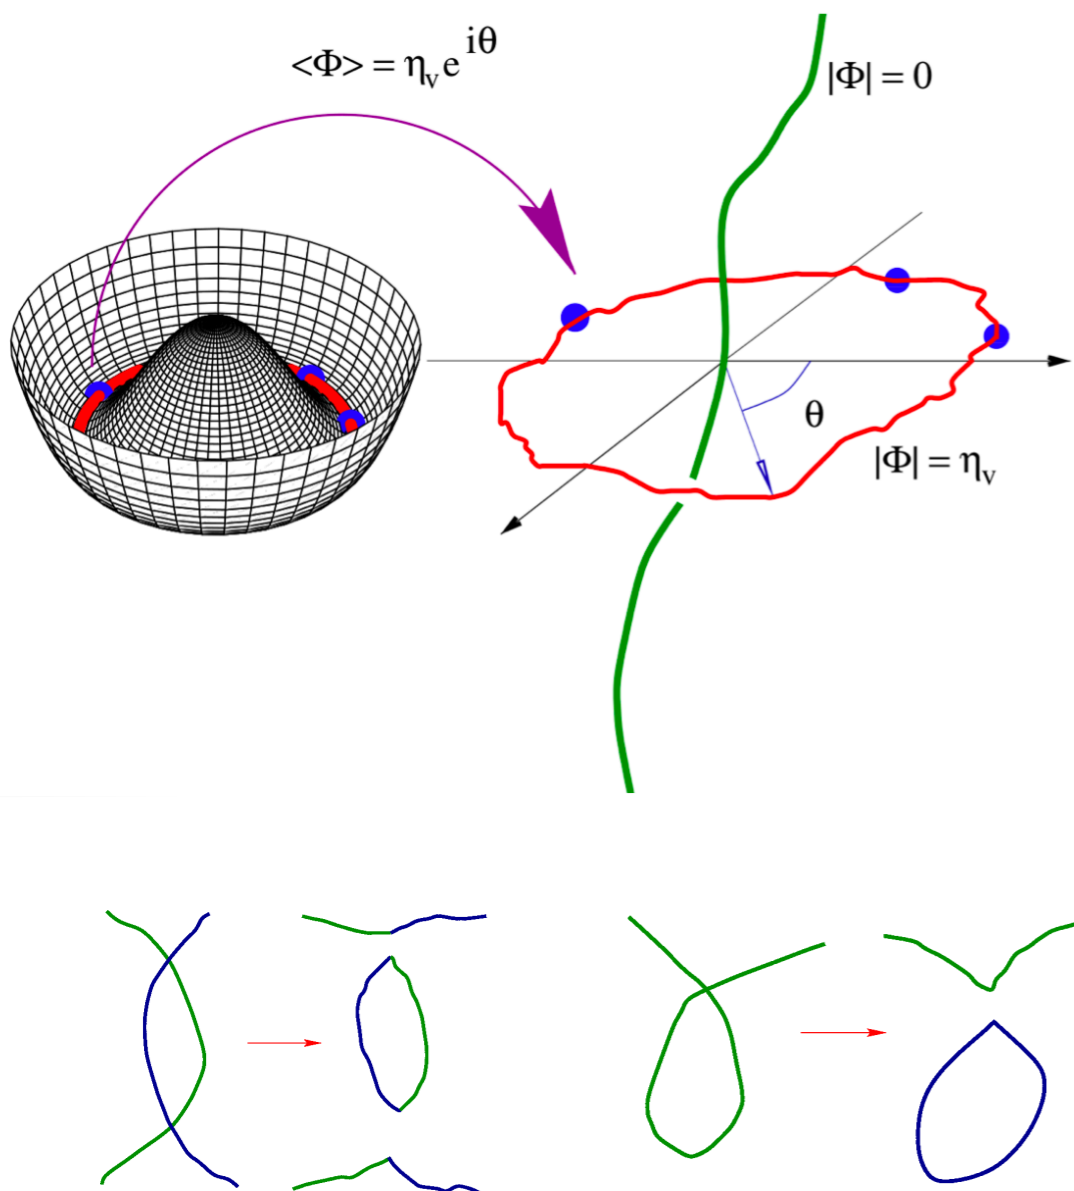 <Φ> = η_v e^{iθ}
|Φ| = 0
θ
|Φ| = η_v